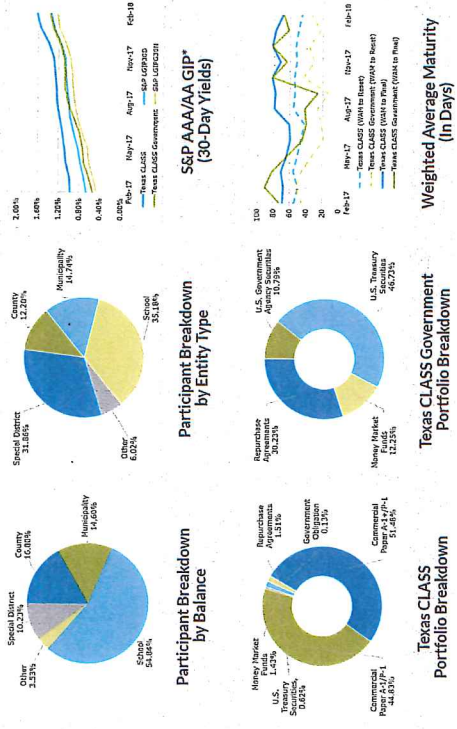 Special District
10.23%
County
16.80%
Municipality
14.60%
School
54.84%
Other
3.53%
Participant Breakdown
by Balance
Special District
31.86%
County
12.20%
Municipality
14.74%
School
35.18%
Other
6.02%
Participant Breakdown
by Entity Type
2.00%
1.60%
1.20%
0.80%
0.40%
0.00%
Feb-17
May-17
Aug-17
Nov-17
Feb-18
Texas CLASS
S&P LGIP30D
Texas CLASS Government
S&P LGIPG30D
S&P AAA/AA GIP*
(30-Day Yields)
Money Market
Funds
1.43%
U.S.
Treasury
Securities,
0.62%
Repurchase
Agreements
1.51%
Government
Obligation
0.13%
Commercial
Paper A-1+/P-1
51.48%
Commercial
Paper A-1/P-1
44.83%
Texas CLASS
Portfolio Breakdown
Repurchase
Agreements
30.23%
U.S. Government
Agency Securities
10.79%
U.S. Treasury
Securities
46.73%
Money Market
Funds
12.25%
Texas CLASS Government
Portfolio Breakdown
100
80
60
40
20
0
Feb-17
May-17
Aug-17
Nov-17
Feb-18
Texas CLASS (WAM to Reset)
Texas CLASS Government (WAM to Reset)
Texas CLASS (WAM to Final)
Texas CLASS Government (WAM to Final)
Weighted Average Maturity
(In Days)